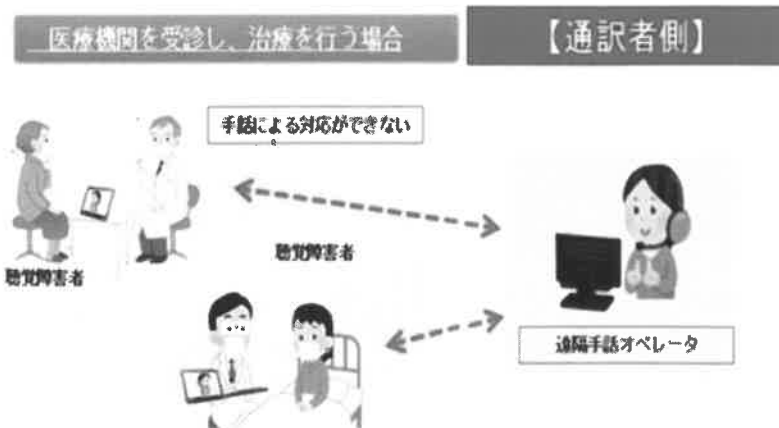 医療機関を受診し、治療を行う場合
【通訳者側】
手話による対応ができない
聴覚障害者
聴覚障害者
遠隔手話オペレータ